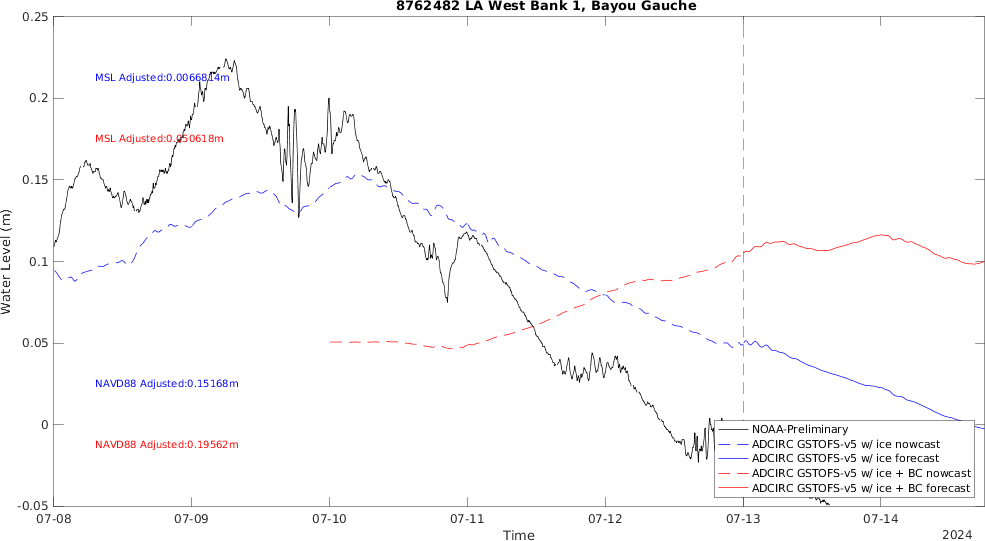 8762482 LA West Bank 1, Bayou Gauche
0.25
0.2
0.15
0.1
0.05
0
-0.05
Water Level (m)
MSL Adjusted:0.0066814m
MSL Adjusted:0.050618m
NAVD88 Adjusted:0.15168m
NAVD88 Adjusted:0.19562m
NOAA-Preliminary
ADCIRC GSTOFS-v5 w/ ice nowcast
ADCIRC GSTOFS-v5 w/ ice forecast
ADCIRC GSTOFS-v5 w/ ice + BC nowcast
ADCIRC GSTOFS-v5 w/ ice + BC forecast
07-08 07-09 07-10 07-11 07-12 07-13 07-14
Time
2024